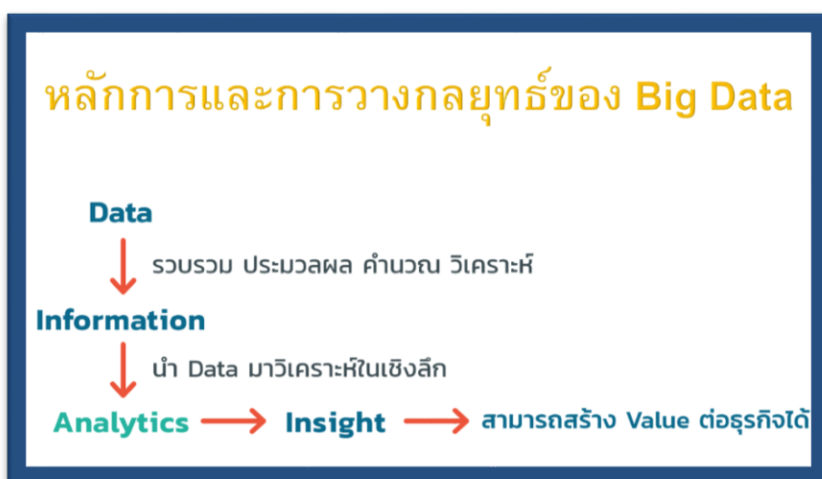 หลักการและการวางกลยุทธ์ของ Big Data
Data
รวบรวม ประมวลผล คำนวณ วิเคราะห์
Information
นำ Data มาวิเคราะห์ในเชิงลึก
Analytics
Insight
สามารถสร้าง Value ต่อธุรกิจได้